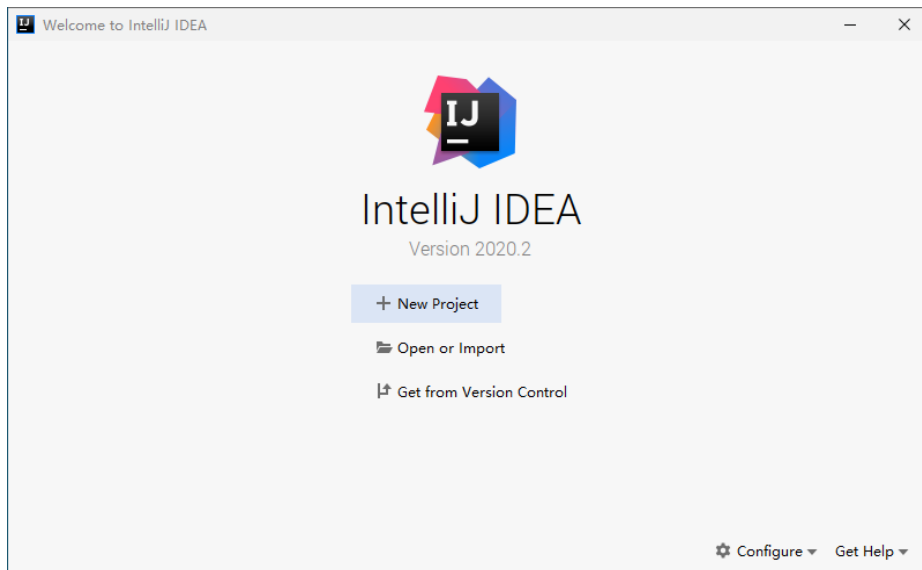 Welcome to IntelliJ IDEA
IJ
IntelliJ IDEA
Version 2020.2
New Project
Open or Import
Get from Version Control
Configure Get Help